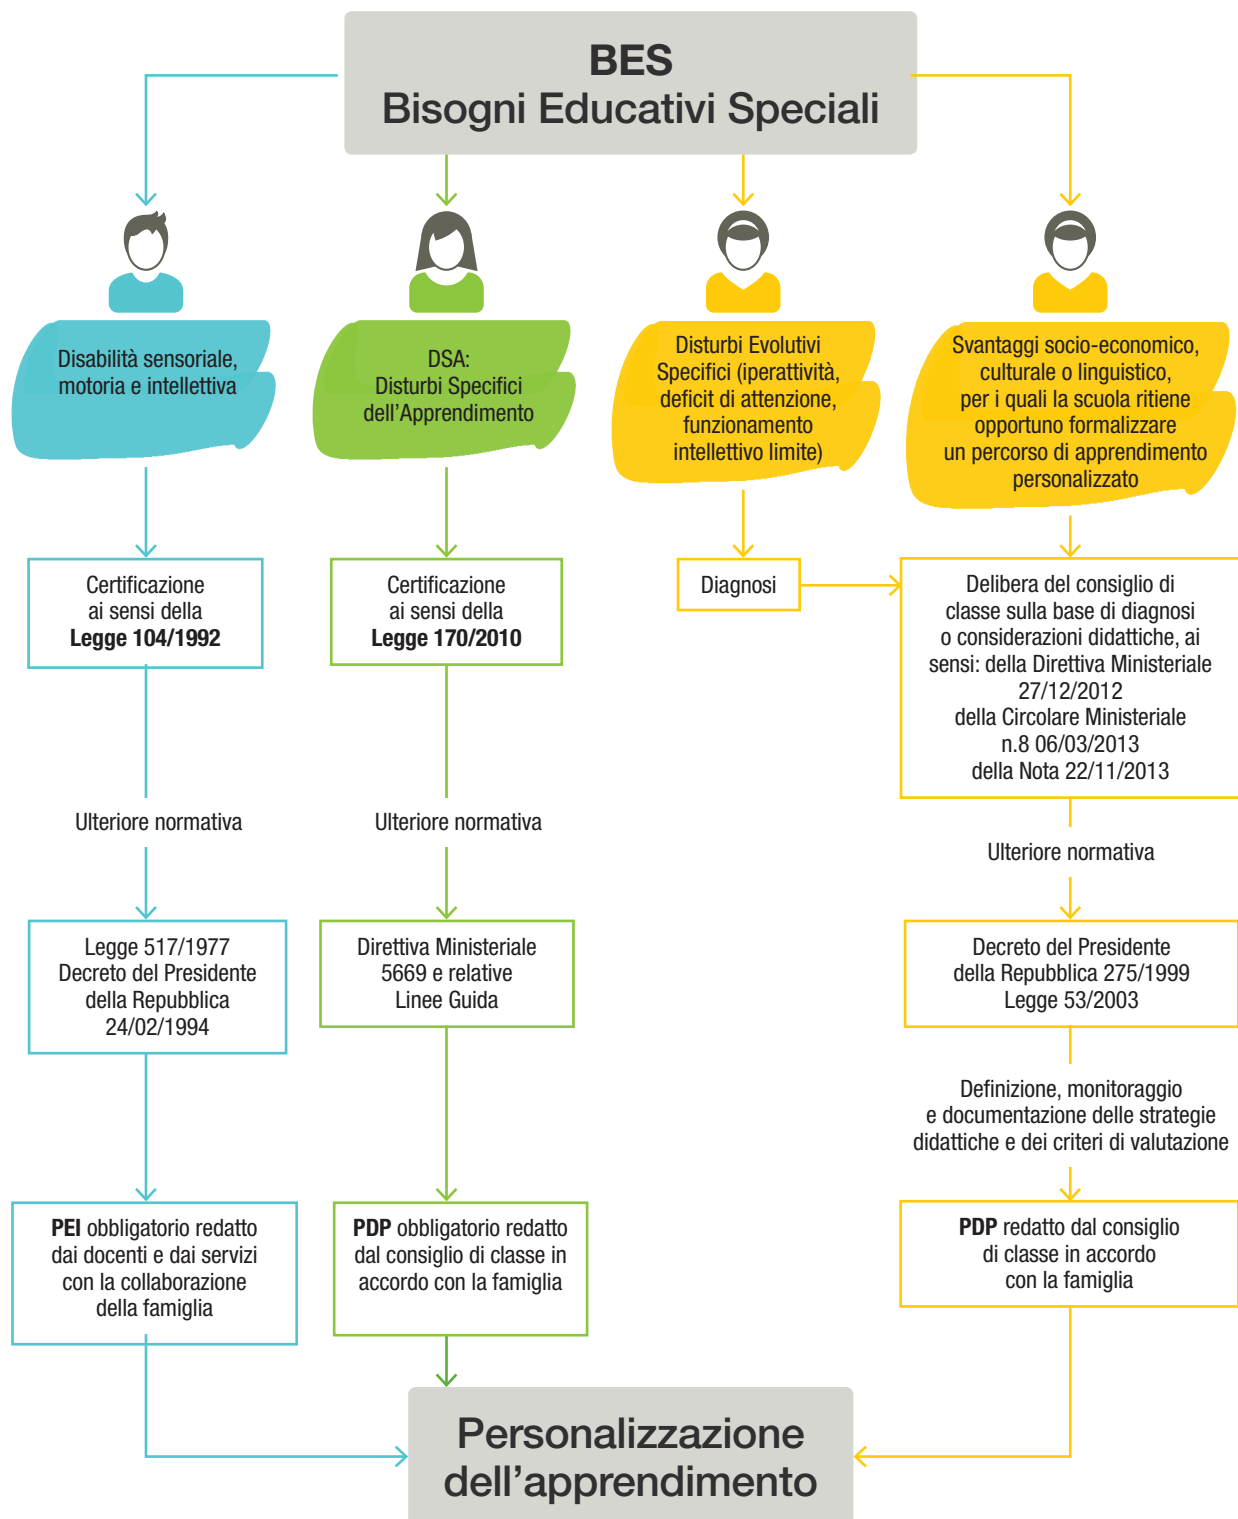 BES
Bisogni Educativi Speciali
Disabilità sensoriale,
motoria e intellettiva
DSA:
Disturbi Specifici
dell’Apprendimento
Disturbi Evolutivi
Specifici (iperattività,
deficit di attenzione,
funzionamento
intellettivo limite)
Svantaggi socio-economico,
culturale o linguistico,
per i quali la scuola ritiene
opportuno formalizzare
un percorso di apprendimento
personalizzato
Certificazione
ai sensi della
Legge 104/1992
Certificazione
ai sensi della
Legge 170/2010
Diagnosi
Delibera del consiglio di
classe sulla base di diagnosi
o considerazioni didattiche, ai
sensi: della Direttiva Ministeriale
27/12/2012
della Circolare Ministeriale
n.8 06/03/2013
della Nota 22/11/2013
Ulteriore normativa
Ulteriore normativa
Ulteriore normativa
Legge 517/1977
Decreto del Presidente
della Repubblica
24/02/1994
Direttiva Ministeriale
5669 e relative
Linee Guida
Decreto del Presidente
della Repubblica 275/1999
Legge 53/2003
Definizione, monitoraggio
e documentazione delle strategie
didattiche e dei criteri di valutazione
PEI obbligatorio redatto
dai docenti e dai servizi
con la collaborazione
della famiglia
PDP obbligatorio redatto
dal consiglio di classe in
accordo con la famiglia
PDP redatto dal consiglio
di classe in accordo
con la famiglia
Personalizzazione
dell’apprendimento